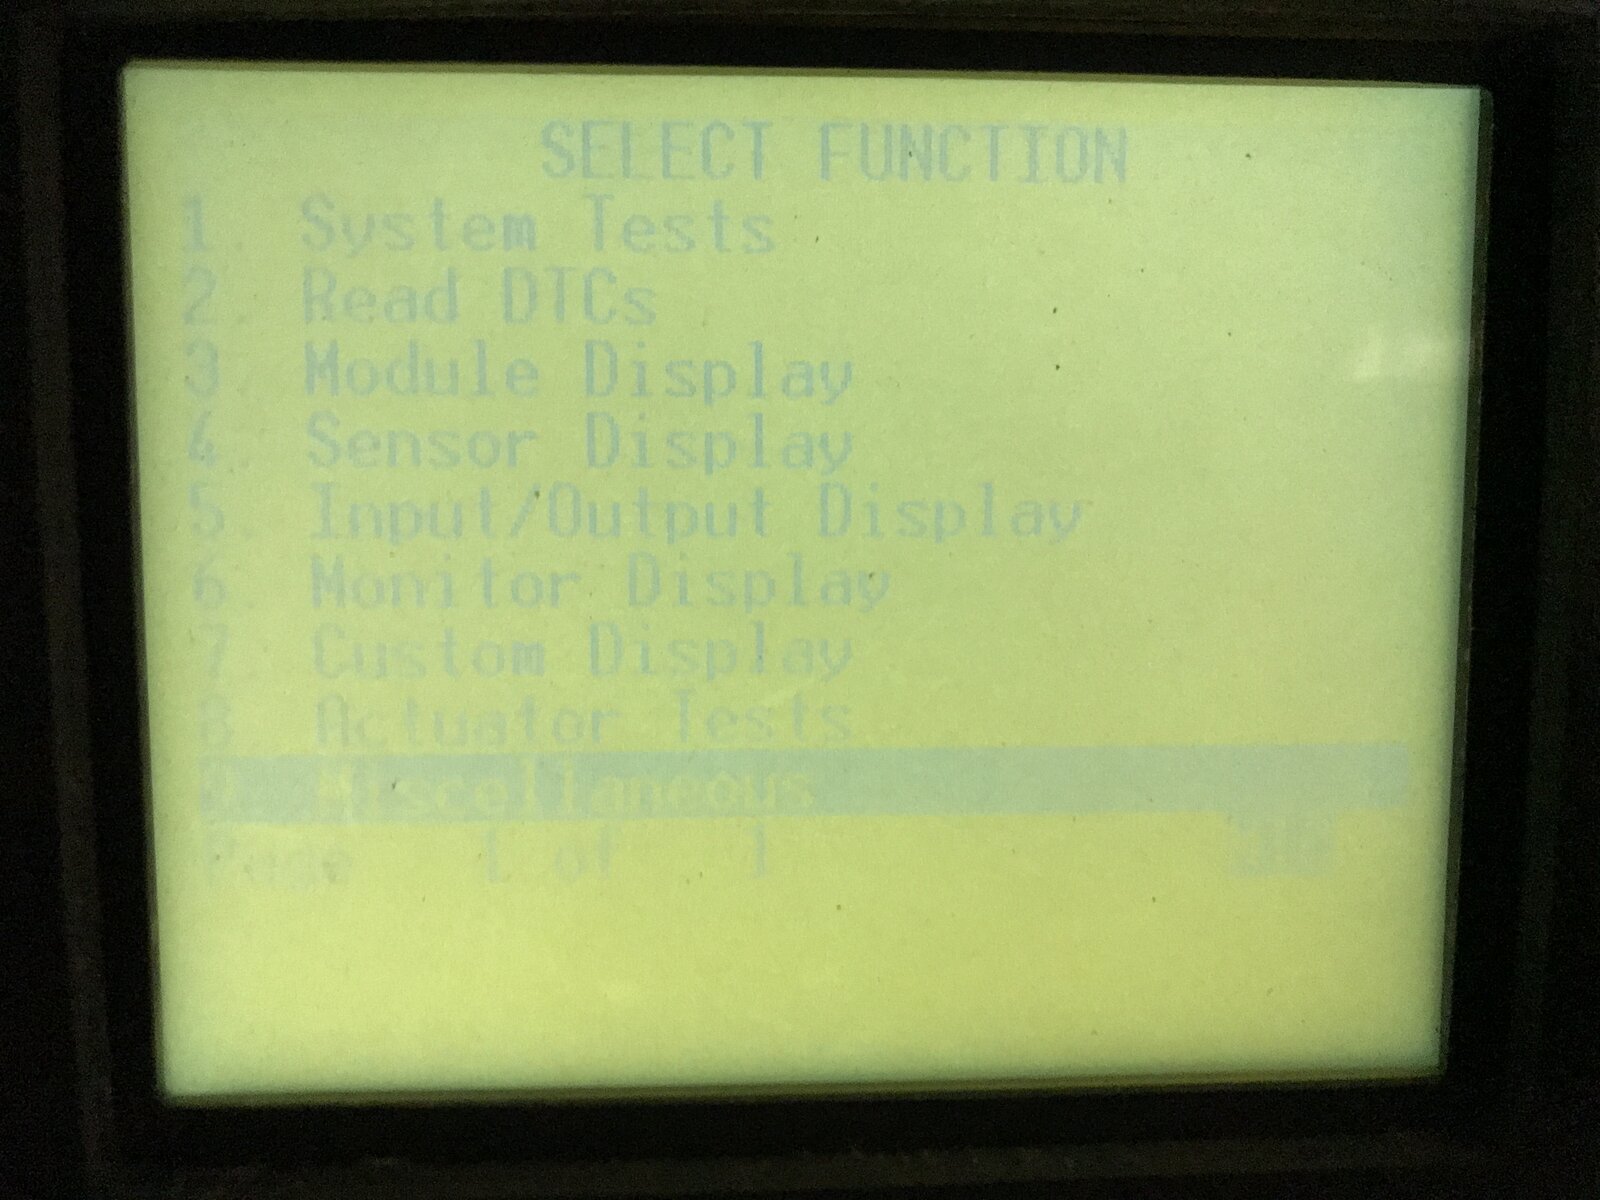 SELECT FUNCTION
1. System Tests
2. Read DTCs
3. Module Display
4. Sensor Display
5. Input/Output Display
6. Monitor Display
7. Custom Display
8. Actuator Tests
9. Miscellaneous
Page 1 of 1